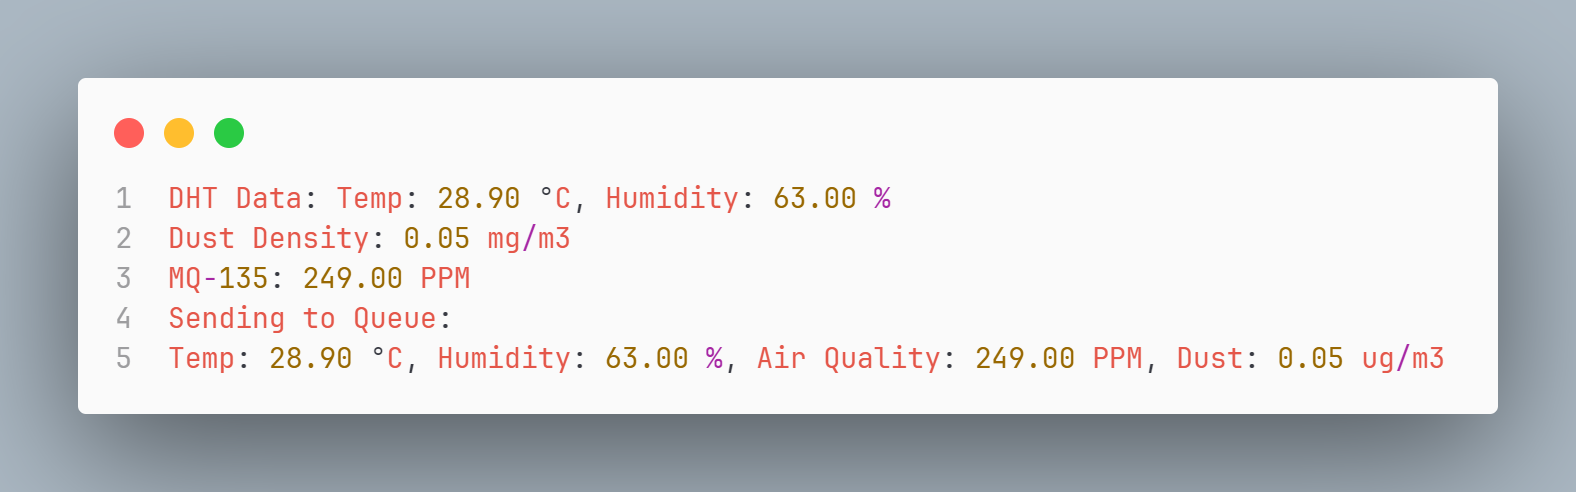 1 DHT Data: Temp: 28.90 °C, Humidity: 63.00 %
2 Dust Density: 0.05 mg/m3
3 MQ-135: 249.00 PPM
4 Sending to Queue:
5 Temp: 28.90 °C, Humidity: 63.00 %, Air Quality: 249.00 PPM, Dust: 0.05 ug/m3